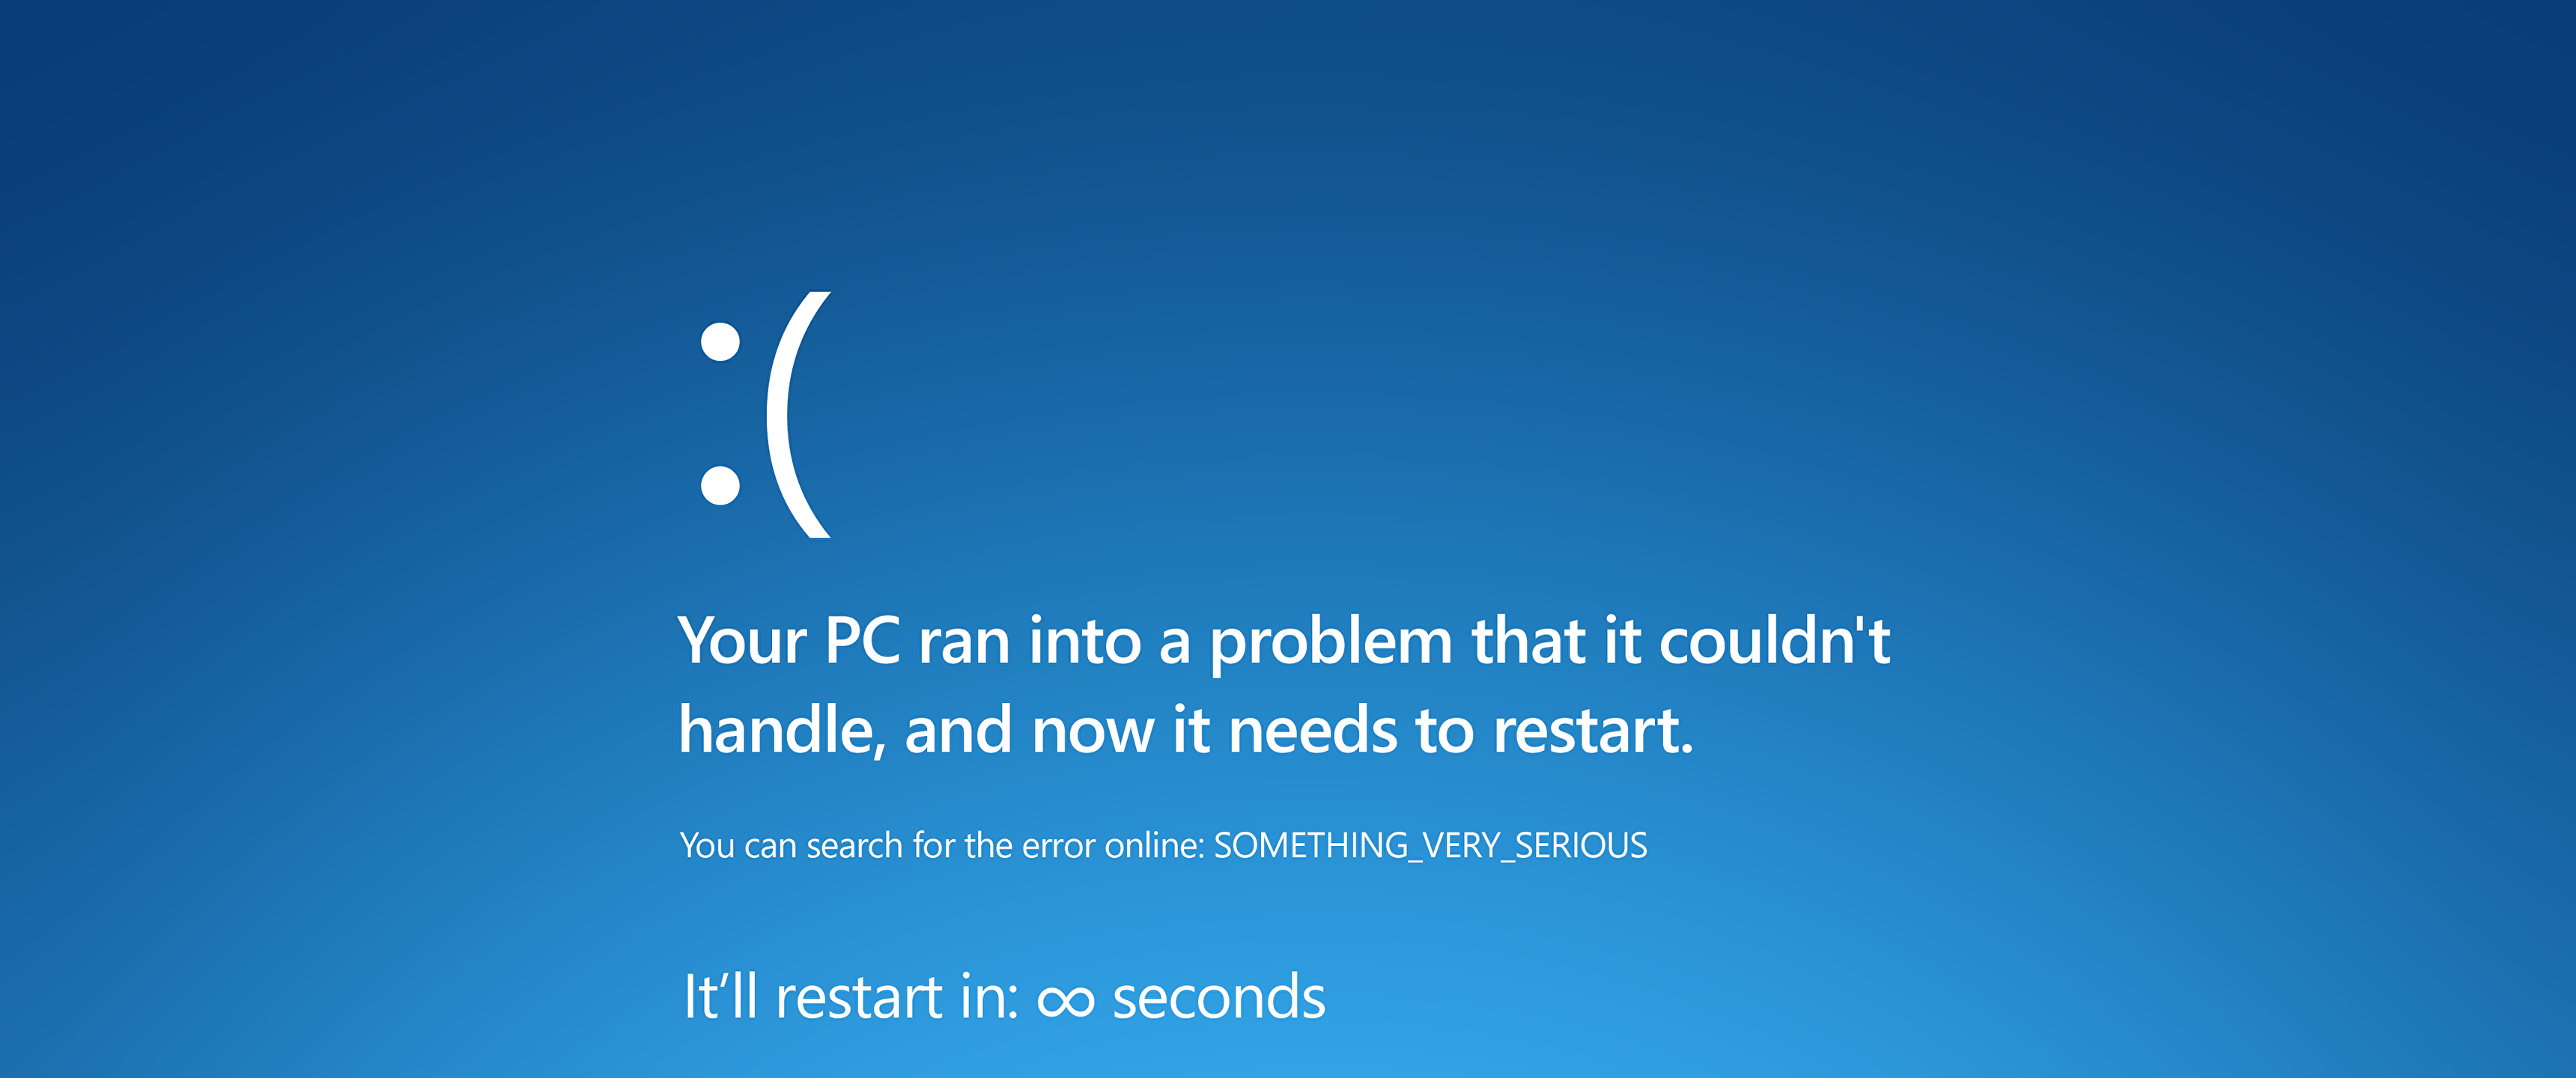 :(
Your PC ran into a problem that it couldn't
handle, and now it needs to restart.
You can search for the error online: SOMETHING_VERY_SERIOUS
It’ll restart in: ∞ seconds